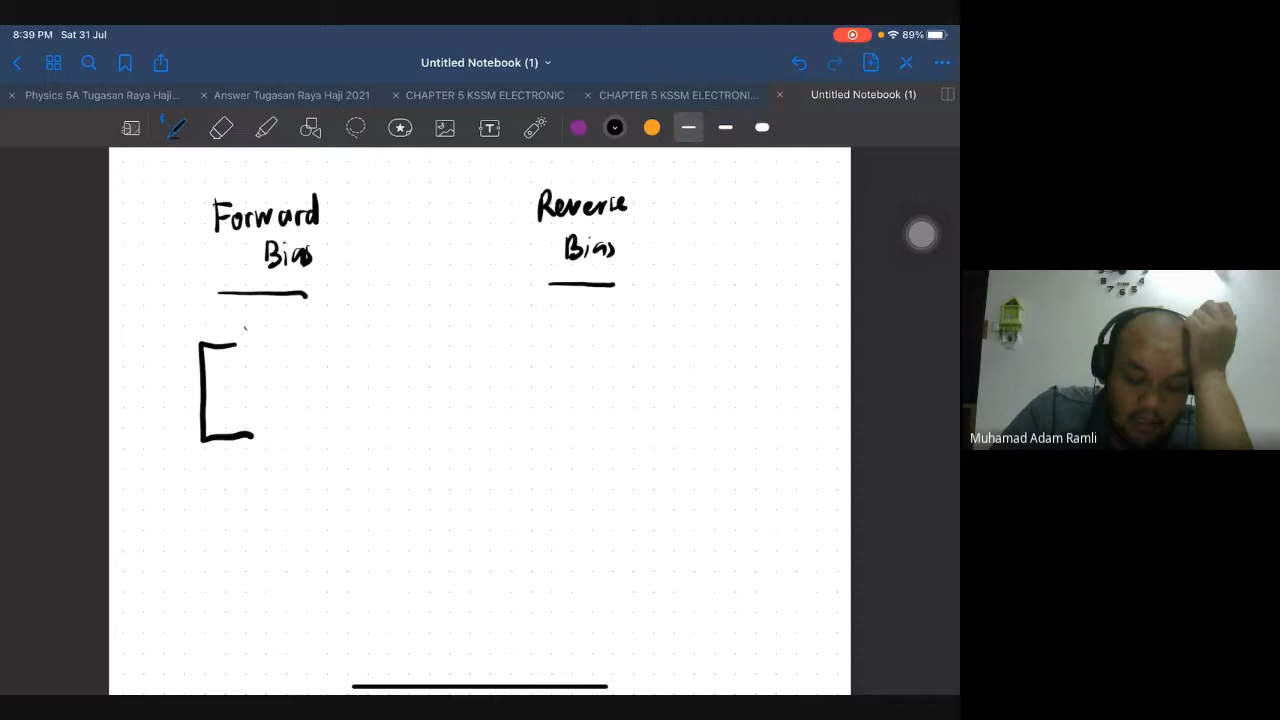 8:39 PM Sat 31 Jul
89%
Untitled Notebook (1)
Physics 5A Tugasan Raya Haji...
Answer Tugasan Raya Haji 2021
CHAPTER 5 KSSM ELECTRONIC
CHAPTER 5 KSSM ELECTRONI...
Untitled Notebook (1)
Forward
Bias
Reverse
Bias
Muhamad Adam Ramli